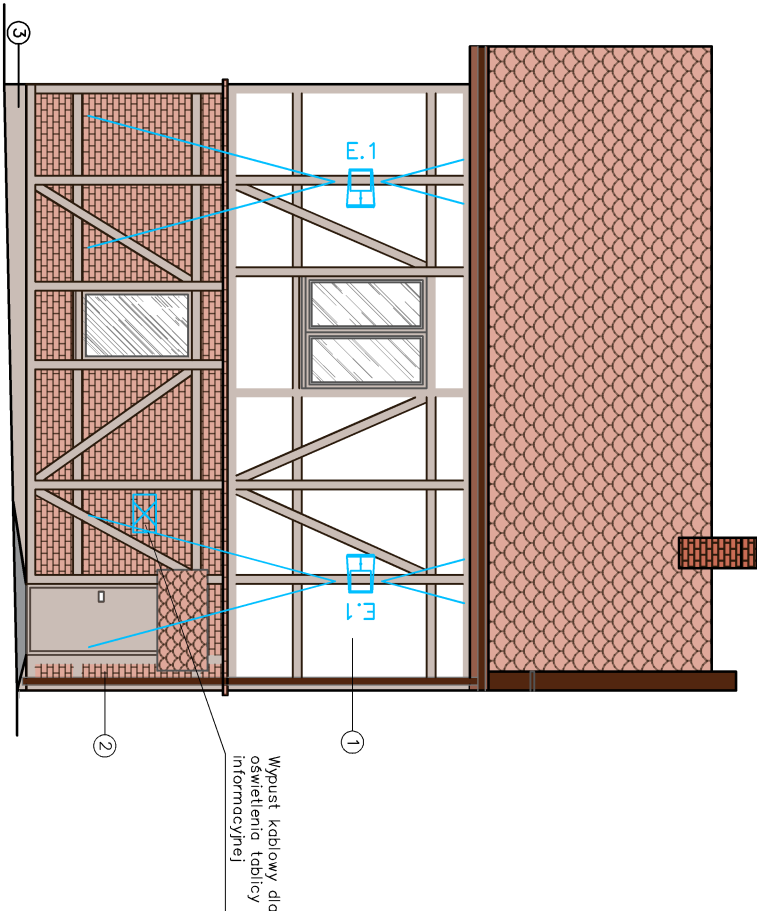 3
E.1
E.1
1
2
Wypust kablowy dla
oświetlenia tablicy
informacyjnej